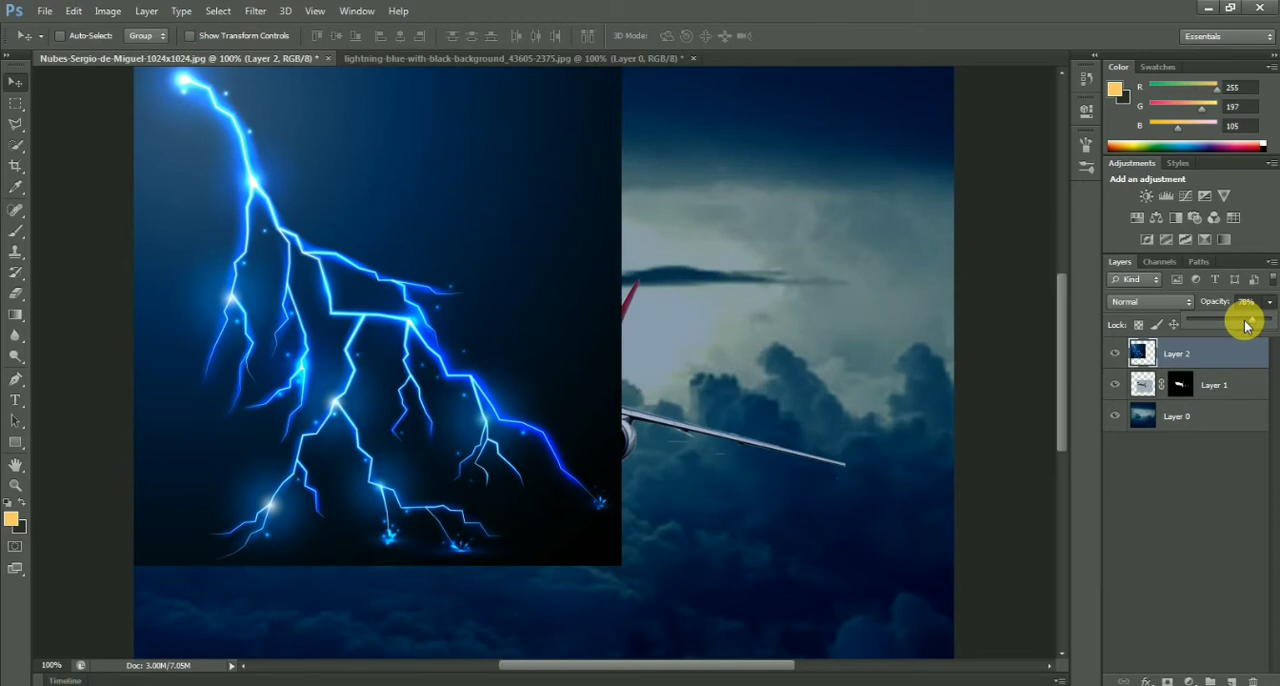 Ps File Edit Image Layer Type Select Filter 3D View Window Help
Auto-Select: Group Show Transform Controls 3D Mode: Essentials
Nubes-Sergio-de-Miguel-1024x1024.jpg @ 100% (Layer 2, RGB/8) * × lightning-blue-with-black-background_43605-2375.jpg @ 100% (Layer 0, RGB/8) * ×
Color Swatches
R 255
G 197
B 105
Adjustments Styles
Add an adjustment
Layers Channels Paths
Kind
Normal Opacity: 78%
Lock:
Layer 2
Layer 1
Layer 0
100% Doc: 3.00M/7.05M
Timeline